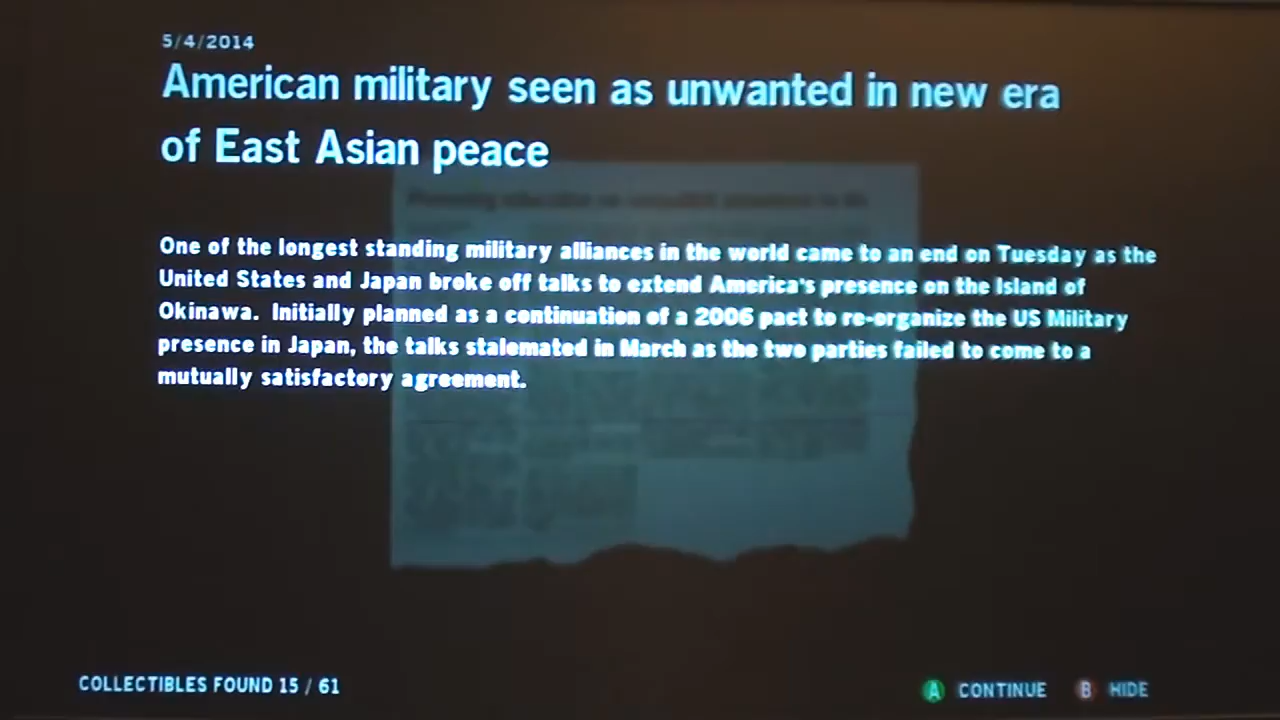 5/4/2014
American military seen as unwanted in new era
of East Asian peace
One of the longest standing military alliances in the world came to an end on Tuesday as the
United States and Japan broke off talks to extend America's presence on the Island of
Okinawa. Initially planned as a continuation of a 2006 pact to re-organize the US Military
presence in Japan, the talks stalemated in March as the two parties failed to come to a
mutually satisfactory agreement.
COLLECTIBLES FOUND 15 / 61
A CONTINUE B HIDE